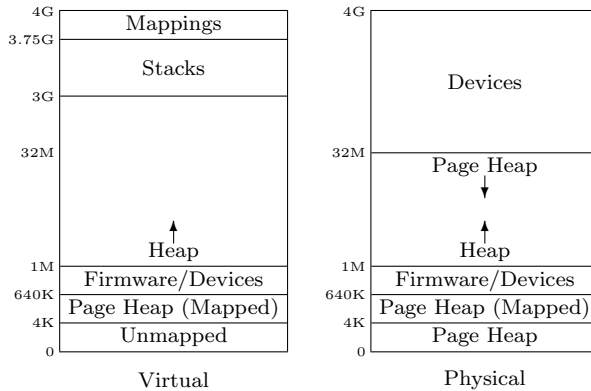 4G
Mappings
3.75G
Stacks
3G
32M
Heap
1M
Firmware/Devices
640K
Page Heap (Mapped)
4K
Unmapped
0
Virtual
4G
Devices
32M
Page Heap
Heap
1M
Firmware/Devices
640K
Page Heap (Mapped)
4K
Page Heap
0
Physical